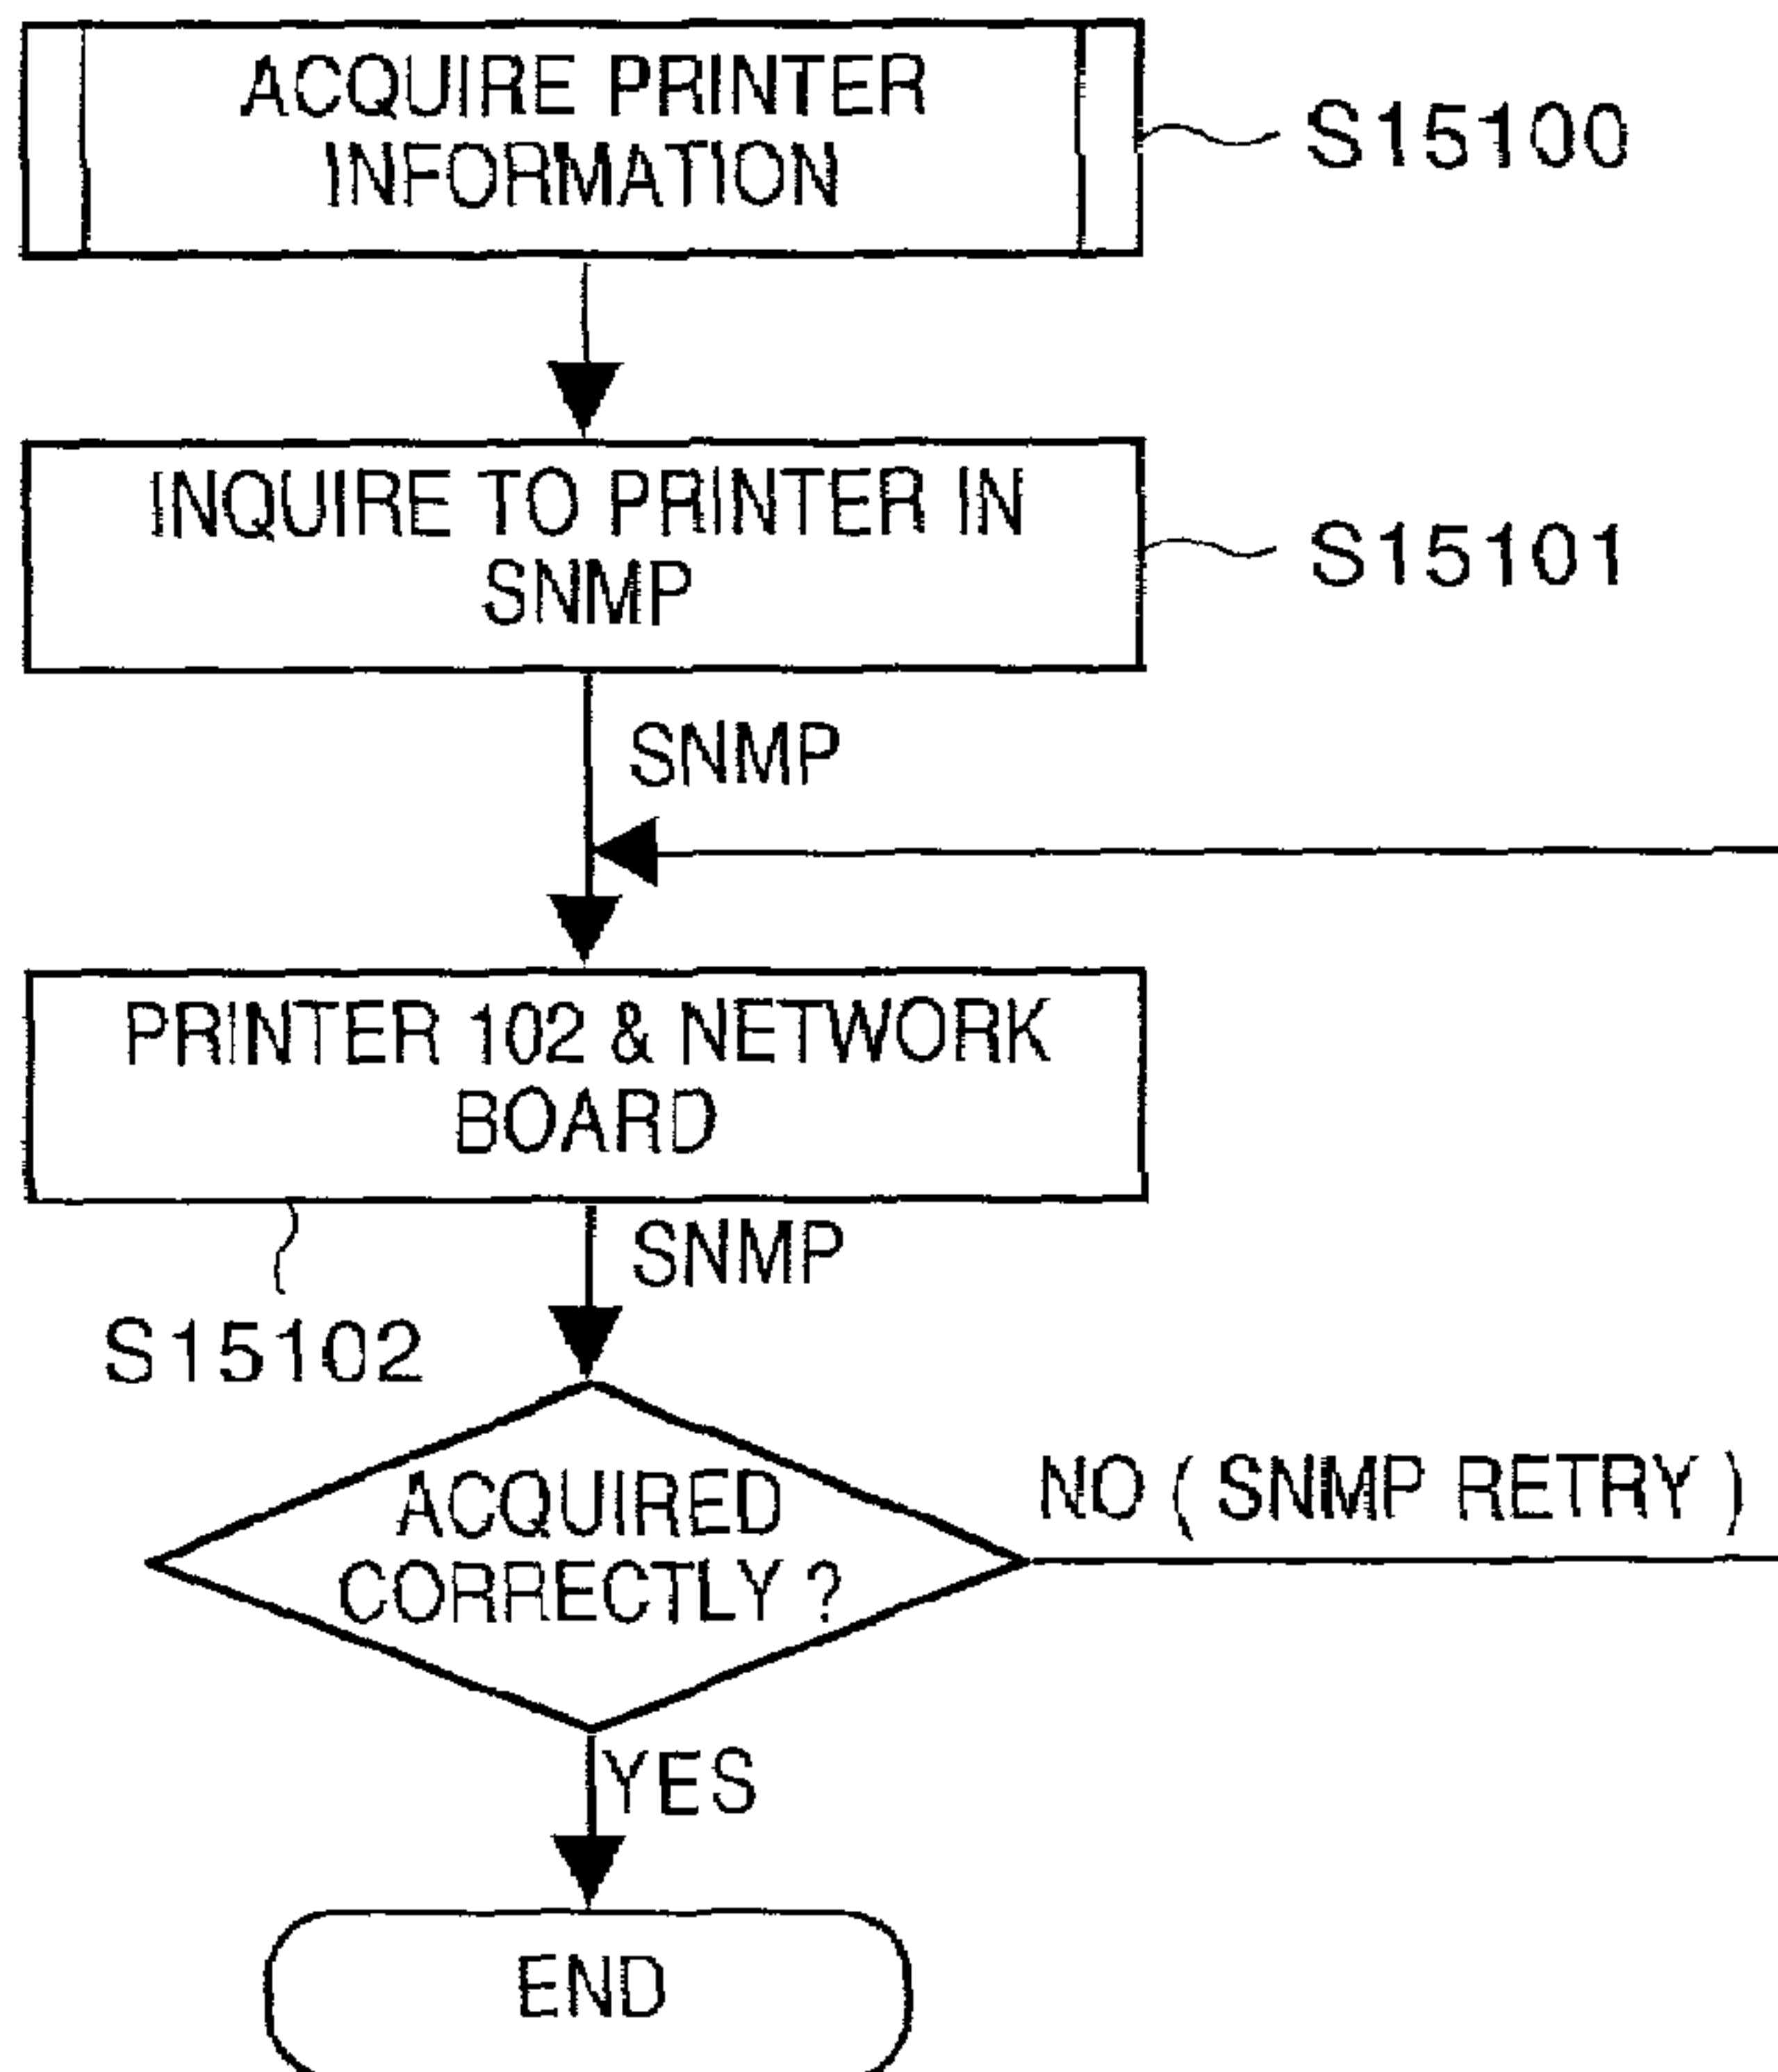 ACQUIRE PRINTER
INFORMATION
S15100
INQUIRE TO PRINTER IN
SNMP
S15101
SNMP
PRINTER 102 & NETWORK
BOARD
SNMP
S15102
ACQUIRED
CORRECTLY ?
NO ( SNMP RETRY )
YES
END